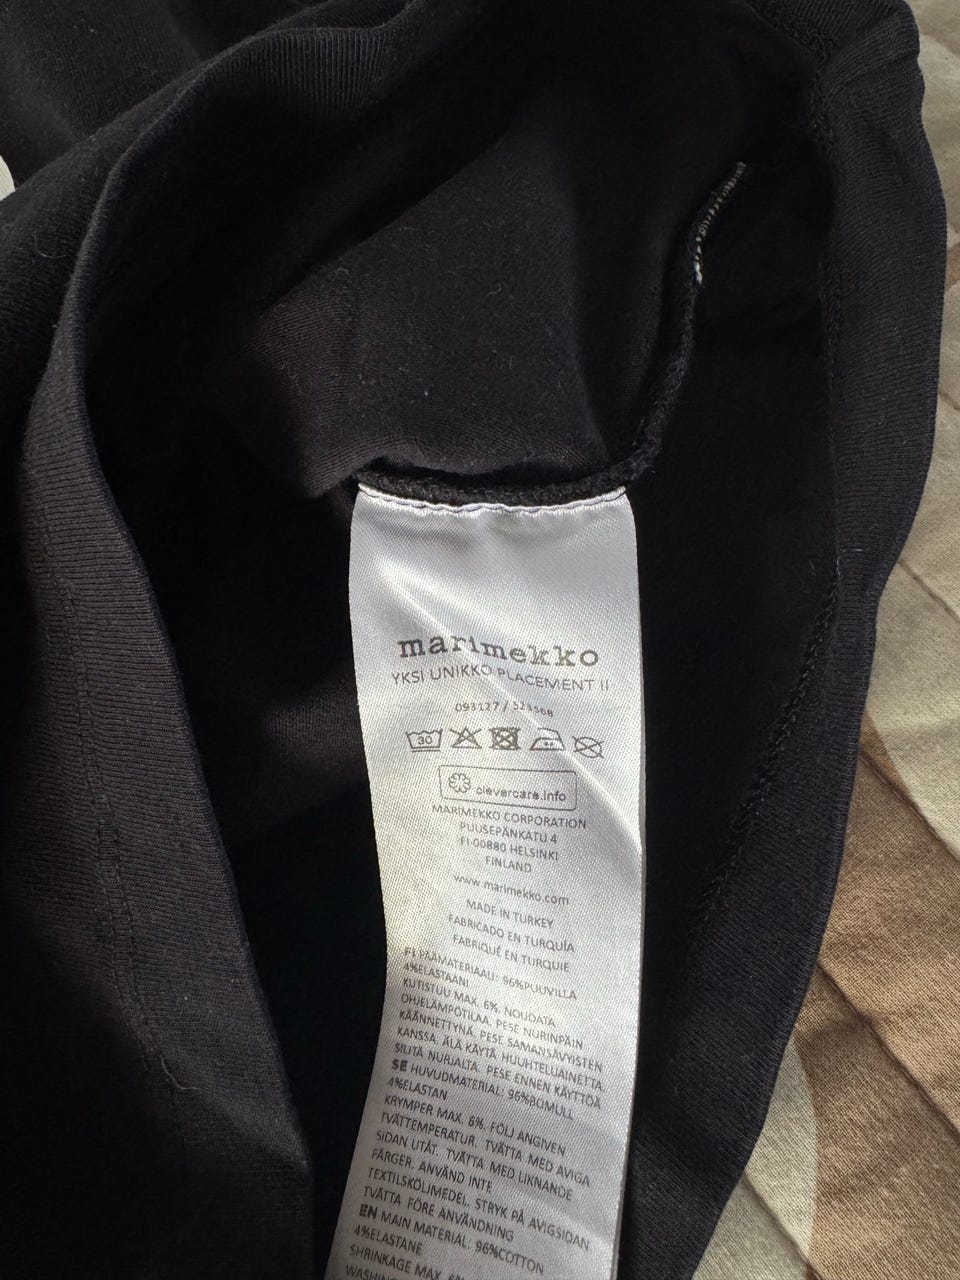 marimekko
YKSI UNIKKO PLACEMENT II
093127 /
30
clevercare.info
MARIMEKKO CORPORATION
PUUSEPÄNKATU 4
FI-00880 HELSINKI
FINLAND
www.marimekko.com
MADE IN TURKEY
FABRICADO EN TURQUÍA
FABRIQUÉ EN TURQUIE
FI PÄÄMATERIAALI: 96%PUUVILLA
4%ELASTAANI
KUTISTUU MAX. 6%. NOUDATA
OHJELÄMPÖTILAA. PESE NURINPÄIN
KÄÄNNETTYNÄ. PESE SAMANSÄVYISTEN
KANSSA. ÄLÄ KÄYTÄ HUUHTELUAINETTA.
SILITÄ NURJALTA. PESE ENNEN KÄYTTÖÄ
SE HUVUDMATERIAL: 96%BOMULL
4%ELASTAN
KRYMPER MAX. 6%. FÖLJ ANGIVEN
TVÄTTEMPERATUR. TVÄTTA MED AVIGA
SIDAN UTÅT. TVÄTTA MED LIKNANDE
FÄRGER. ANVÄND INTE
TEXTILSKÖLJMEDEL. STRYK PÅ AVIGSIDAN.
TVÄTTA FÖRE ANVÄNDNING
EN MAIN MATERIAL: 96%COTTON
4%ELASTANE
SHRINKAGE MAX.